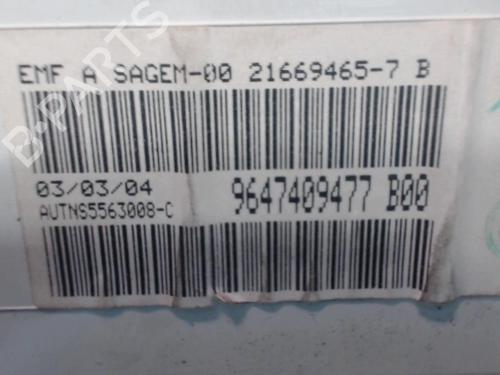 EMF A SAGEM-00 21669465-7 B
03/03/04
AUTNS5563008-C
9647409477 B00
B-PARTS